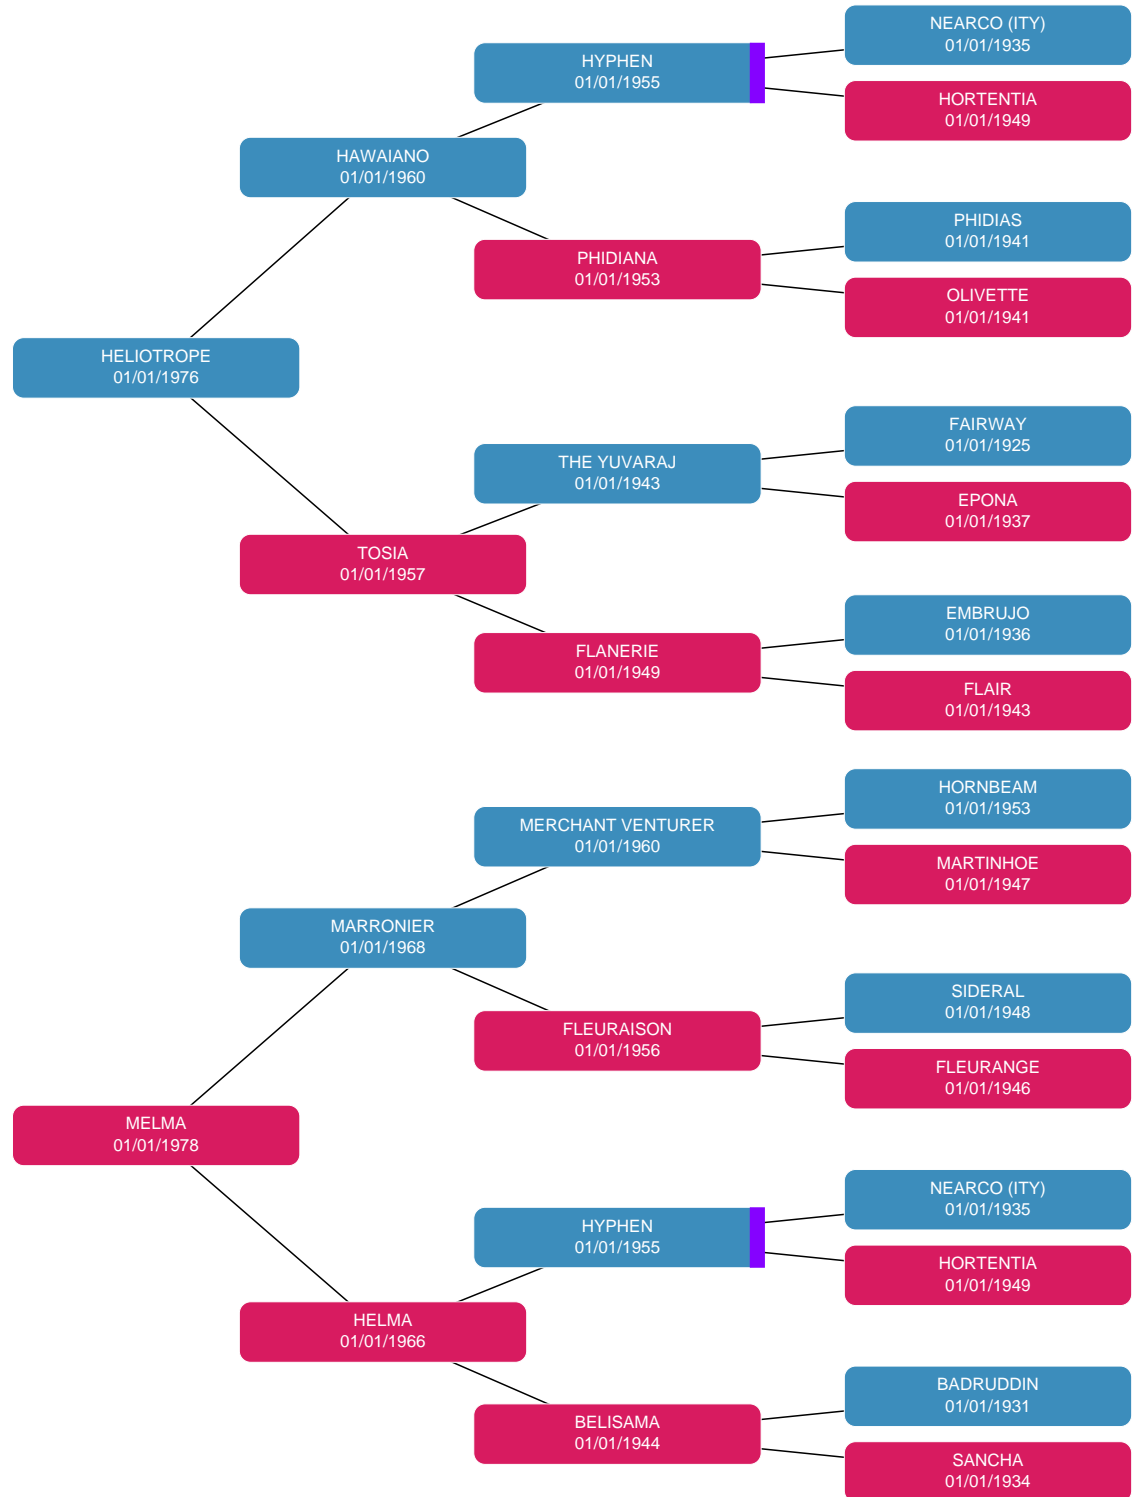 NEARCO (ITY)
01/01/1935
HYPHEN
01/01/1955
HORTENTIA
01/01/1949
HAWAIANO
01/01/1960
PHIDIAS
01/01/1941
PHIDIANA
01/01/1953
OLIVETTE
01/01/1941
HELIOTROPE
01/01/1976
FAIRWAY
01/01/1925
THE YUVARAJ
01/01/1943
EPONA
01/01/1937
TOSIA
01/01/1957
EMBRUJO
01/01/1936
FLANERIE
01/01/1949
FLAIR
01/01/1943
HORNBEAM
01/01/1953
MERCHANT VENTURER
01/01/1960
MARTINHOE
01/01/1947
MARRONIER
01/01/1968
SIDERAL
01/01/1948
FLEURAISON
01/01/1956
FLEURANGE
01/01/1946
MELMA
01/01/1978
NEARCO (ITY)
01/01/1935
HYPHEN
01/01/1955
HORTENTIA
01/01/1949
HELMA
01/01/1966
BADRUDDIN
01/01/1931
BELISAMA
01/01/1944
SANCHA
01/01/1934